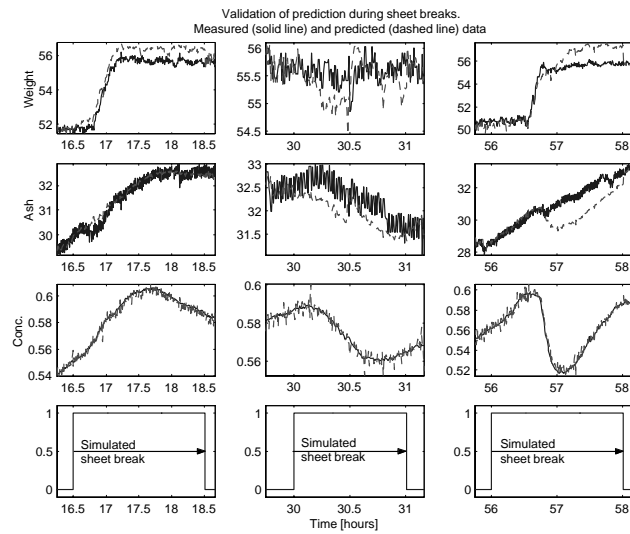 Validation of prediction during sheet breaks.
Measured (solid line) and predicted (dashed line) data
Weight
56
54
52
16.5 17 17.5 18 18.5
56
55.5
55
54.5
30 30.5 31
56
54
52
50
56 57 58
Ash
32
31
30
29
16.5 17 17.5 18 18.5
33
32.5
32
31.5
30 30.5 31
32
30
28
56 57 58
Conc.
0.6
0.58
0.56
0.54
16.5 17 17.5 18 18.5
0.6
0.58
0.56
30 30.5 31
0.6
0.58
0.56
0.54
0.52
56 57 58
1
0.5
0
Simulated
sheet break
16.5 17 17.5 18 18.5
1
0.5
0
Simulated
sheet break
30 30.5 31
1
0.5
0
Simulated
sheet break
56 57 58
Time [hours]